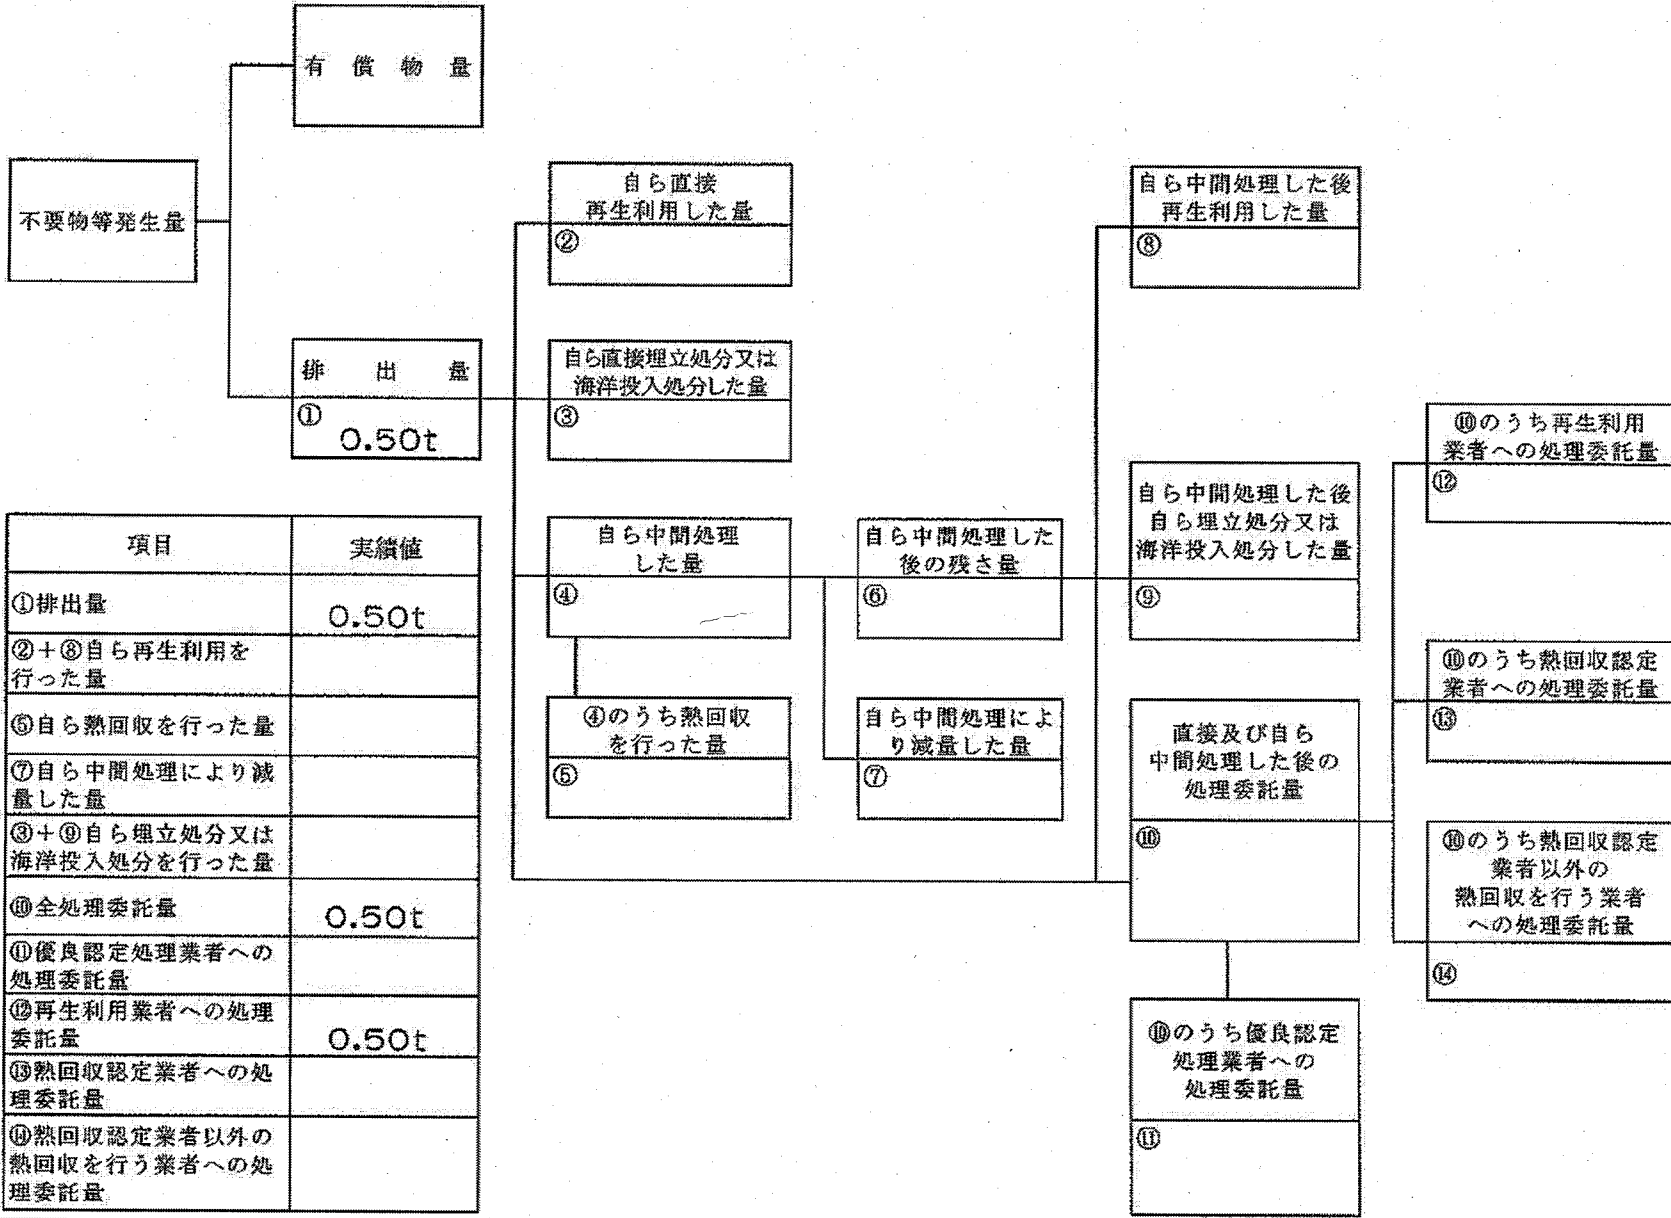 有償物量
不要物等発生量
排出量
①
0.50t
自ら直接
再生利用した量
②
自ら直接埋立処分又は
海洋投入処分した量
③
自ら中間処理
した量
④
④のうち熱回収
を行った量
⑤
自ら中間処理した
後の残さ量
⑥
自ら中間処理によ
り減量した量
⑦
自ら中間処理した後
再生利用した量
⑧
自ら中間処理した後
自ら埋立処分又は
海洋投入処分した量
⑨
直接及び自ら
中間処理した後の
処理委託量
⑩
⑩のうち優良認定
処理業者への
処理委託量
⑪
⑩のうち再生利用
業者への処理委託量
⑫
⑩のうち熱回収認定
業者への処理委託量
⑬
⑩のうち熱回収認定
業者以外の
熱回収を行う業者
への処理委託量
⑭
項目 実績値
①排出量 0.50t
②+⑧自ら再生利用を
行った量
⑤自ら熱回収を行った量
⑦自ら中間処理により減
量した量
③+⑨自ら埋立処分又は
海洋投入処分を行った量
⑩全処理委託量 0.50t
⑪優良認定処理業者への
処理委託量
⑫再生利用業者への処理
委託量 0.50t
⑬熱回収認定業者への処
理委託量
⑭熱回収認定業者以外の
熱回収を行う業者への処
理委託量